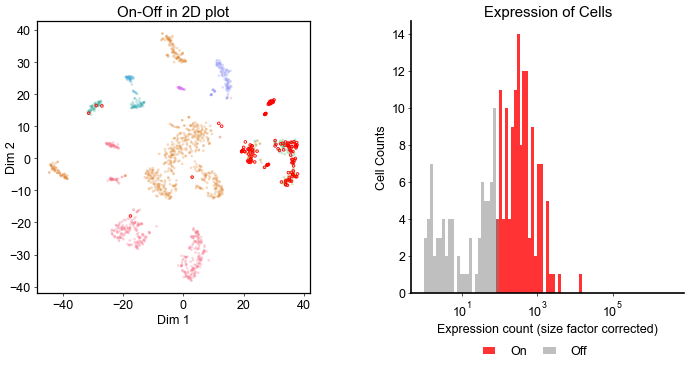 On-Off in 2D plot
Dim 2
40
30
20
10
0
−10
−20
−30
−40
−40 −20 0 20 40
Dim 1
Expression of Cells
Cell Counts
14
12
10
8
6
4
2
0
10^1 10^3 10^5
Expression count (size factor corrected)
On Off